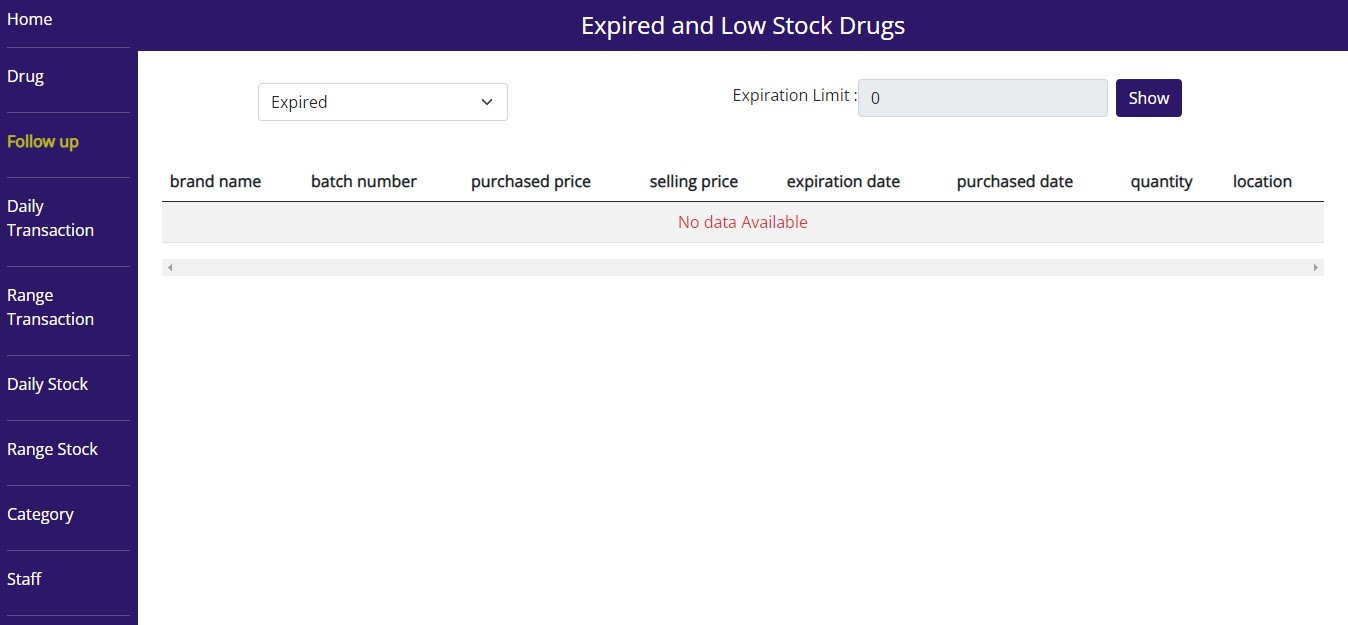 Home
Expired and Low Stock Drugs
Drug
Expired
Expiration Limit :
0
Show
Follow up
brand name batch number purchased price selling price expiration date purchased date quantity location
Daily
Transaction
No data Available
Range
Transaction
Daily Stock
Range Stock
Category
Staff